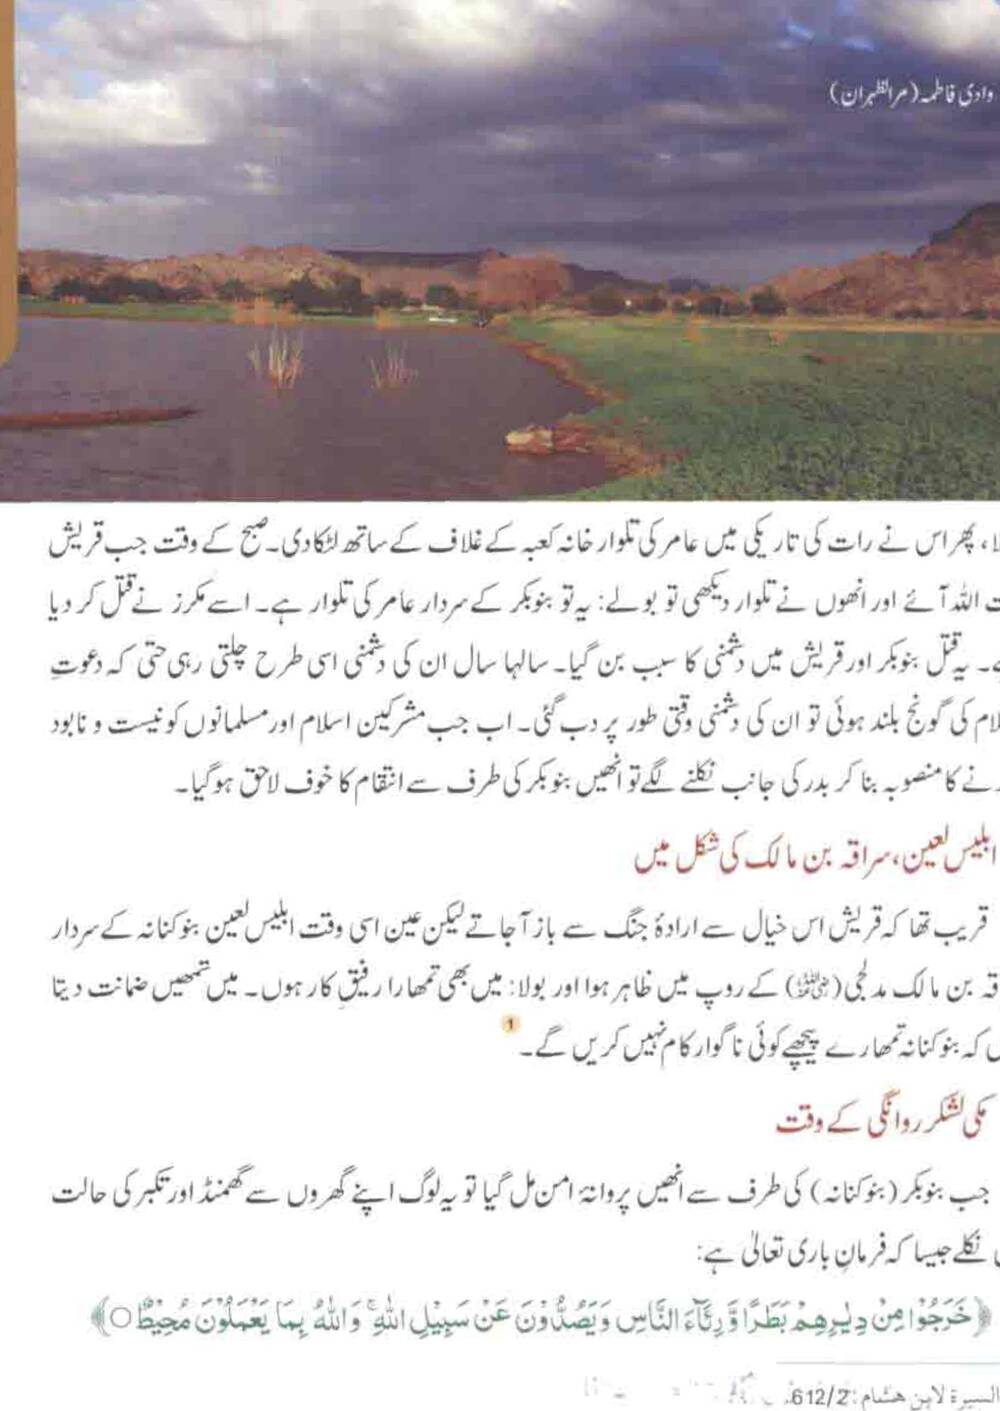 وادی فاطمہ (مرالظہران)
لا، پھر اس نے رات کی تاریکی میں عامر کی تلوار خانہ کعبہ کے غلاف کے ساتھ لٹکا دی۔ صبح کے وقت جب قریش
ت اللہ آئے اور انھوں نے تلوار دیکھی تو بولے: یہ تو بنوبکر کے سردار عامر کی تلوار ہے۔ اسے مکرز نے قتل کر دیا
ہے۔ یہ قتل بنوبکر اور قریش میں دشمنی کا سبب بن گیا۔ سالہا سال ان کی دشمنی اسی طرح چلتی رہی حتی کہ دعوتِ
لام کی گونج بلند ہوئی تو ان کی دشمنی وقتی طور پر دب گئی۔ اب جب مشرکین اسلام اور مسلمانوں کو نیست و نابود
رنے کا منصوبہ بنا کر بدر کی جانب نکلنے لگے تو انھیں بنوبکر کی طرف سے انتقام کا خوف لاحق ہوگیا۔
ابلیس لعین، سراقہ بن مالک کی شکل میں
قریب تھا کہ قریش اس خیال سے ارادۂ جنگ سے باز آ جاتے لیکن عین اسی وقت ابلیس لعین بنوکنانہ کے سردار
قہ بن مالک مدلجی (رضی اللہ عنہ) کے روپ میں ظاہر ہوا اور بولا: میں بھی تمھارا رفیقِ کار ہوں۔ میں تمھیں ضمانت دیتا
ں کہ بنوکنانہ تمھارے پیچھے کوئی ناگوار کام نہیں کریں گے۔ 1
مکی لشکر روانگی کے وقت
جب بنوبکر (بنوکنانہ) کی طرف سے انھیں پروانۂ امن مل گیا تو یہ لوگ اپنے گھروں سے گھمنڈ اور تکبر کی حالت
ں نکلے جیسا کہ فرمانِ باری تعالیٰ ہے:
﴿خَرَجُوْا مِنْ دِيٰرِهِمْ بَطَرًا وَّرِئَآءَ النَّاسِ وَيَصُدُّوْنَ عَنْ سَبِيْلِ اللّٰهِ ۚ وَاللّٰهُ بِمَا يَعْمَلُوْنَ مُحِيْطٌ ۝﴾
السيرة لابن هشام: 612/2.